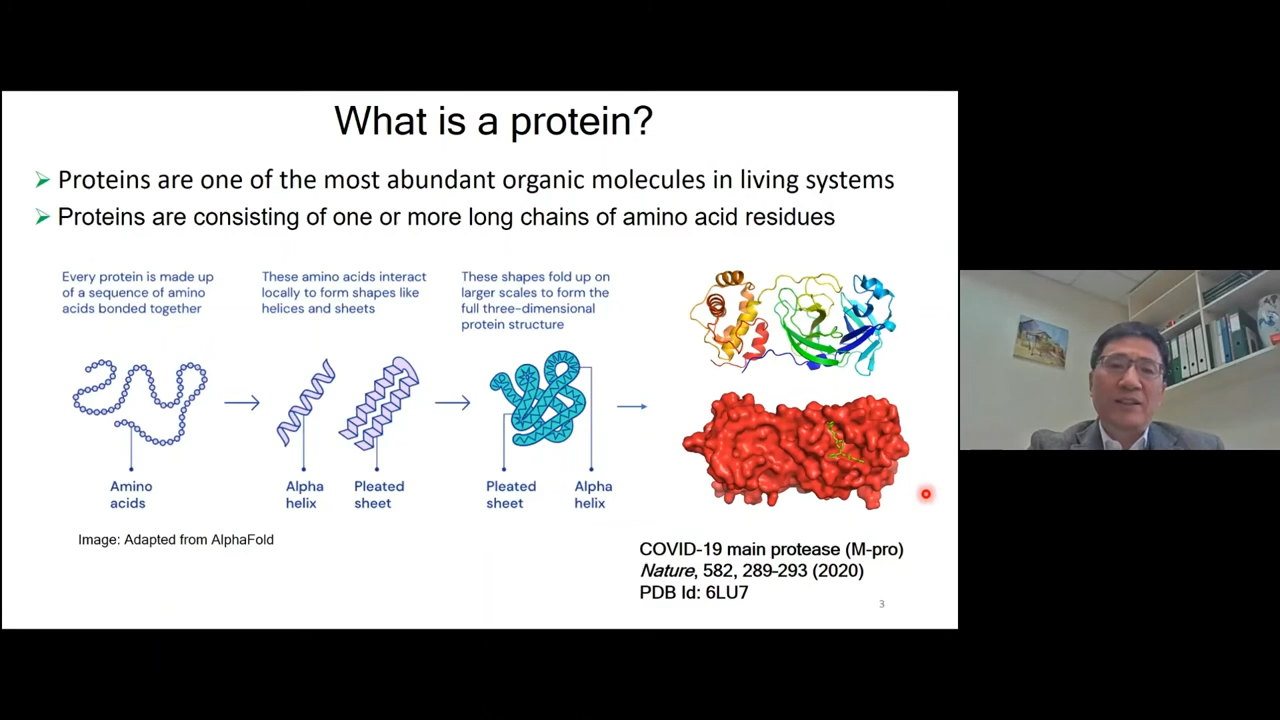 What is a protein?
Proteins are one of the most abundant organic molecules in living systems
Proteins are consisting of one or more long chains of amino acid residues
Every protein is made up
of a sequence of amino
acids bonded together
These amino acids interact
locally to form shapes like
helices and sheets
These shapes fold up on
larger scales to form the
full three-dimensional
protein structure
Amino
acids
Alpha
helix
Pleated
sheet
Pleated
sheet
Alpha
helix
Image: Adapted from AlphaFold
COVID-19 main protease (M-pro)
Nature, 582, 289-293 (2020)
PDB Id: 6LU7
3